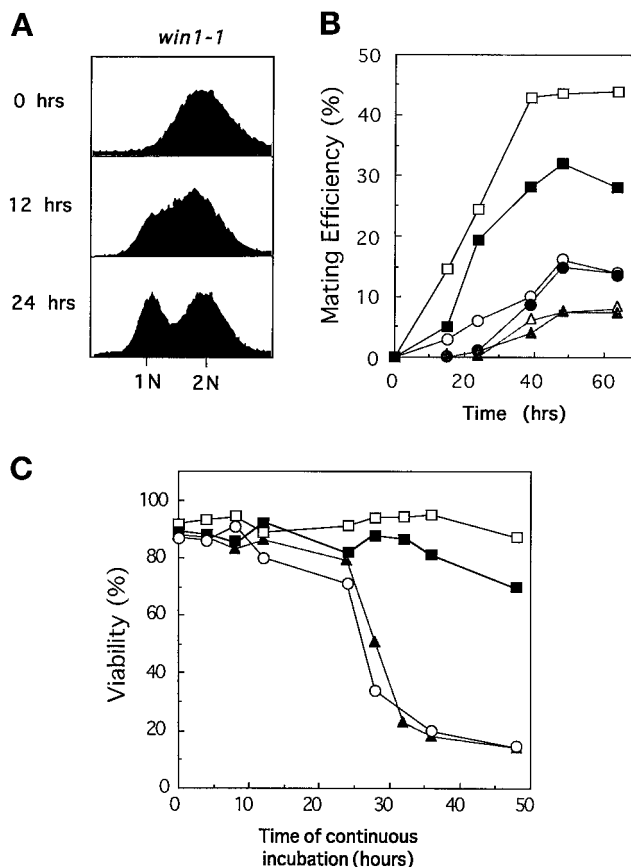 A
win1-1
0 hrs
12 hrs
24 hrs
1N 2N
B
Mating Efficiency (%)
50
40
30
20
10
0
0 20 40 60
Time (hrs)
C
Viability (%)
100
80
60
40
20
0
0 10 20 30 40 50
Time of continuous
incubation (hours)